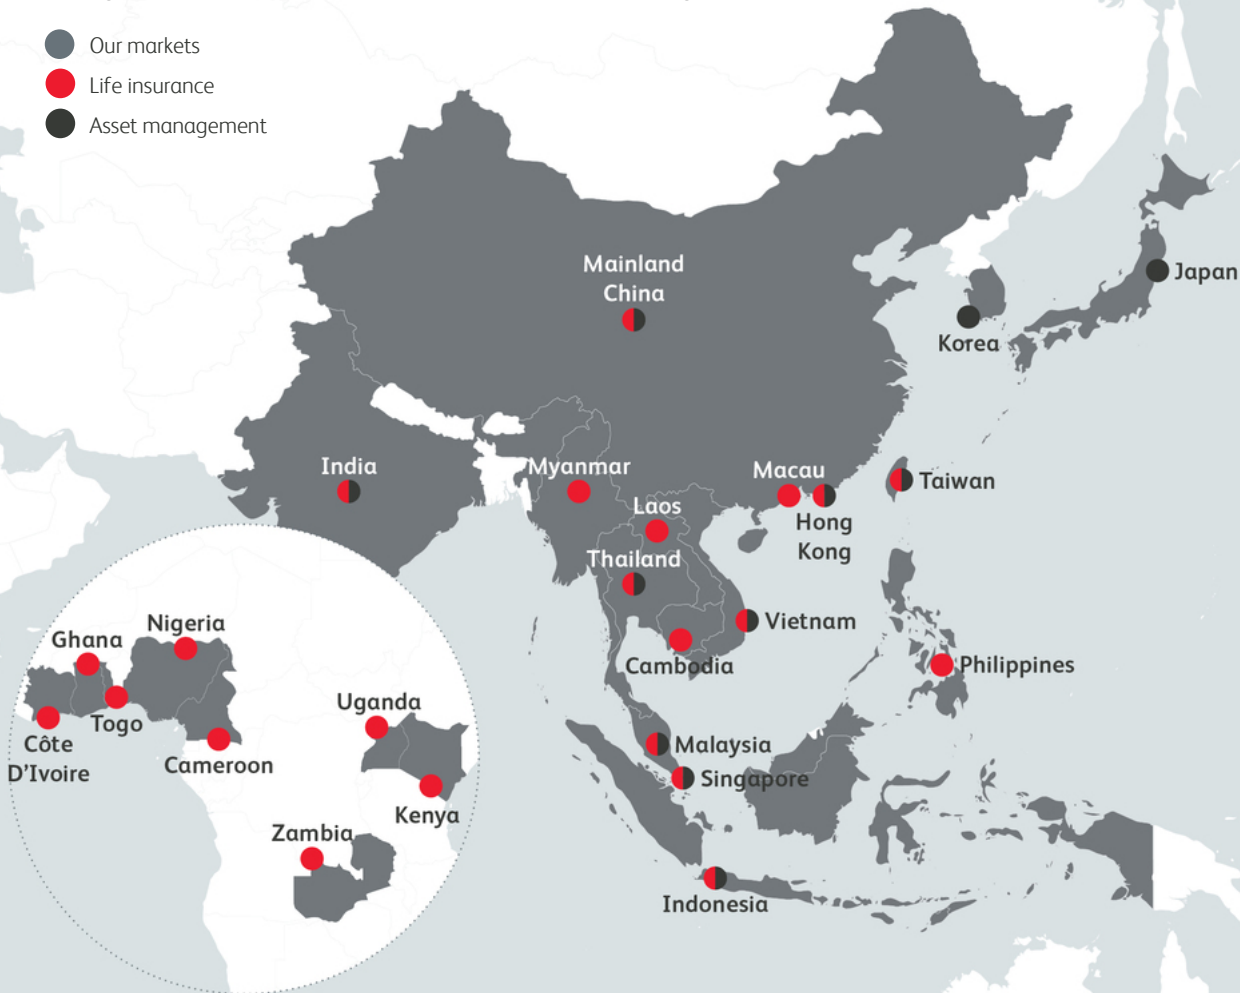 Our markets
Life insurance
Asset management
Mainland
China
Japan
Korea
India
Myanmar
Macau
Taiwan
Laos
Hong
Kong
Thailand
Vietnam
Cambodia
Philippines
Malaysia
Singapore
Indonesia
Nigeria
Ghana
Togo
Côte
D'Ivoire
Cameroon
Uganda
Kenya
Zambia